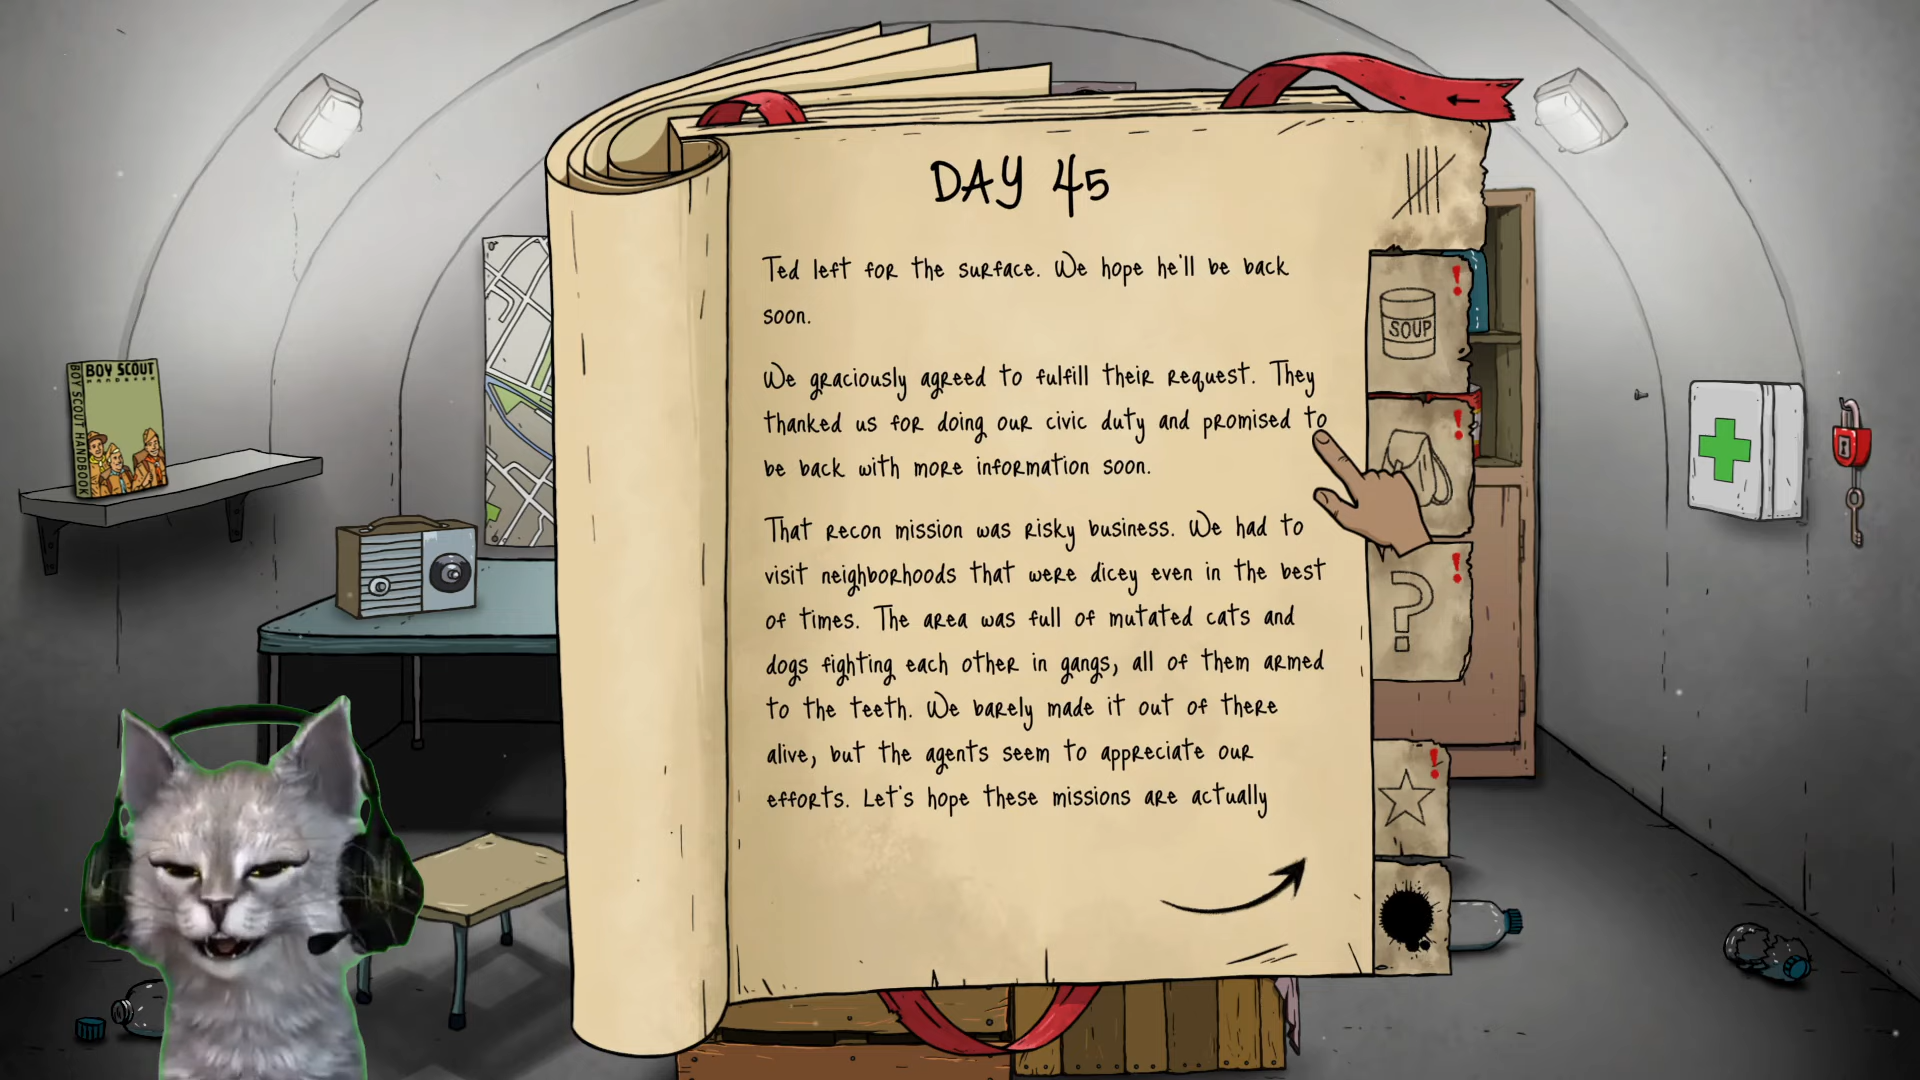 DAY 45
Ted left for the surface. We hope he'll be back
soon.
We graciously agreed to fulfill their request. They
thanked us for doing our civic duty and promised to
be back with more information soon.
That recon mission was risky business. We had to
visit neighborhoods that were dicey even in the best
of times. The area was full of mutated cats and
dogs fighting each other in gangs, all of them armed
to the teeth. We barely made it out of there
alive, but the agents seem to appreciate our
efforts. Let's hope these missions are actually
!
SOUP
!
!
?
!
BOY SCOUT
HANDBOOK
BOY SCOUT HANDBOOK